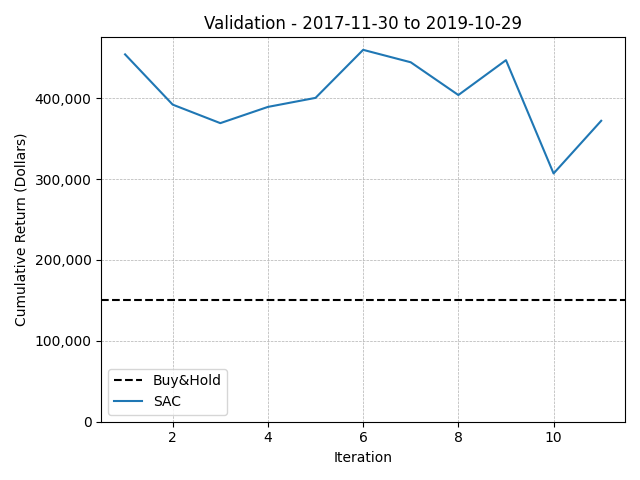 Validation - 2017-11-30 to 2019-10-29
Cumulative Return (Dollars)
400,000
300,000
200,000
100,000
0
Buy&Hold
SAC
2 4 6 8 10
Iteration